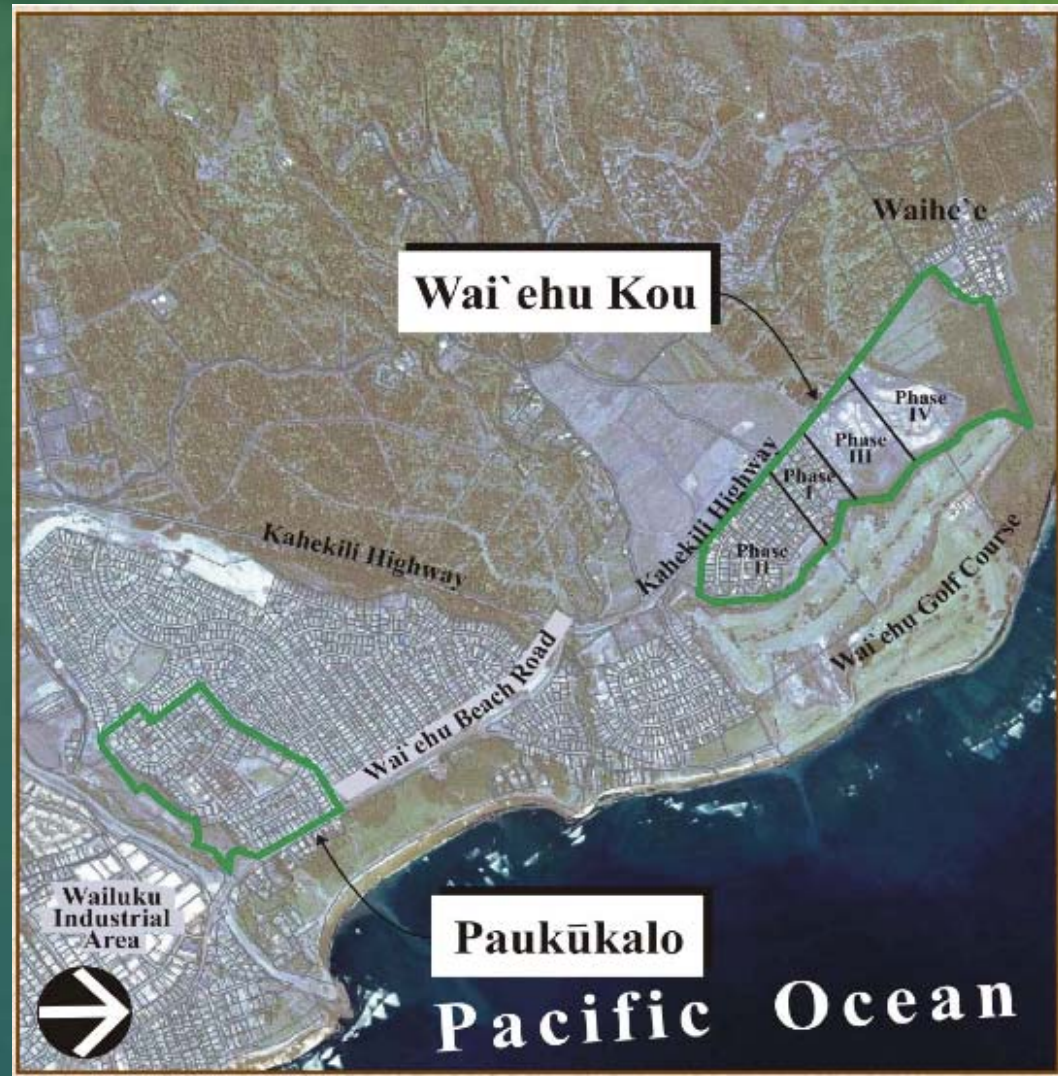 Waihe`e
Wai`ehu Kou
Phase
IV
Phase
III
Phase
I
Phase
II
Kahekili Highway
Kahekili Highway
Wai`ehu Golf Course
Wai`ehu Beach Road
Wailuku
Industrial
Area
Paukūkalo
Pacific Ocean